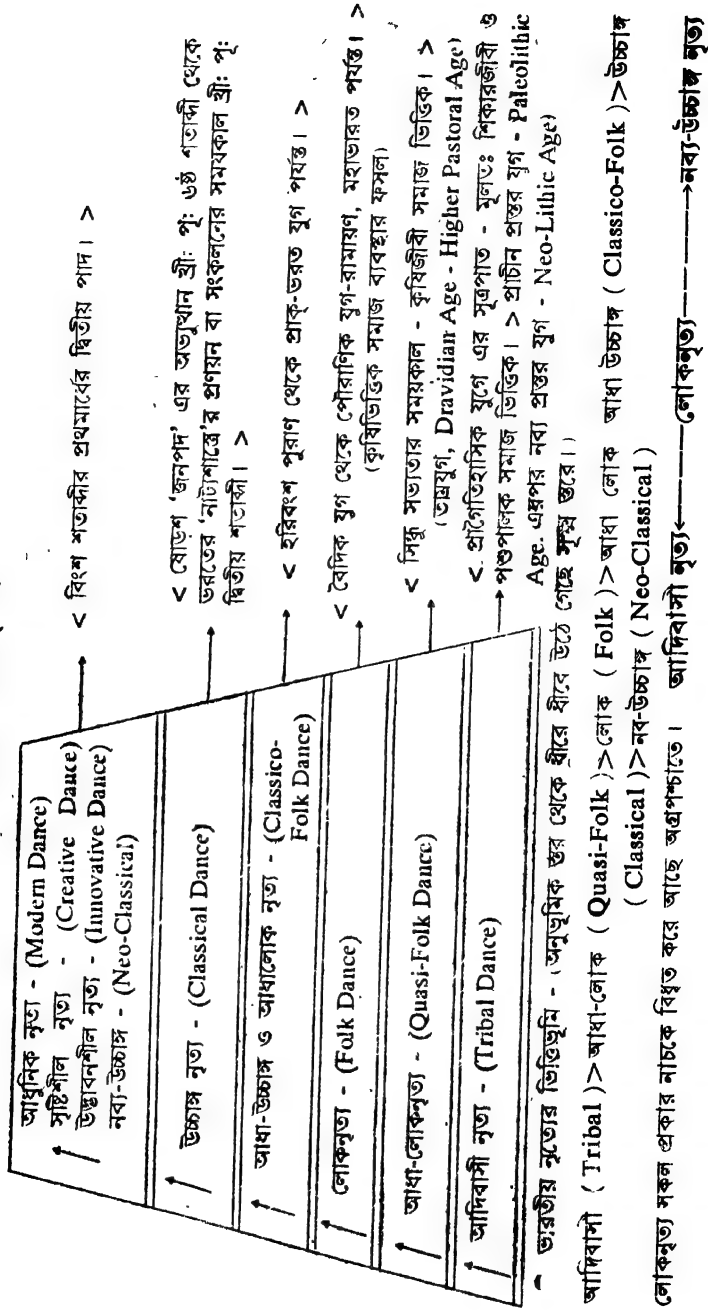 আধুনিক নৃত্য - (Modern Dance)
সৃষ্টিশীল নৃত্য - (Creative Dance)
উদ্ভাবনশীল নৃত্য - (Innovative Dance)
নব্য-উচ্চাঙ্গ - (Neo-Classical)
< বিংশ শতাব্দীর প্রথমার্ধের দ্বিতীয় পাদ। >
উচ্চাঙ্গ নৃত্য - (Classical Dance)
< ষোড়শ 'জনপদ' এর অভ্যুত্থান খ্রীঃ পূঃ ৬ষ্ঠ শতাব্দী থেকে
ভরতের 'নাট্যশাস্ত্রে'র প্রণয়ন বা সংকলনের সময়কাল খ্রীঃ পূঃ
দ্বিতীয় শতাব্দী। >
আধা-উচ্চাঙ্গ ও আধালোক নৃত্য - (Classico-
Folk Dance)
< হরিবংশ পুরাণ থেকে প্রাক্-ভরত যুগ পর্যন্ত। >
লোকনৃত্য - (Folk Dance)
< বৈদিক যুগ থেকে পৌরাণিক যুগ-রামায়ণ, মহাভারত পর্যন্ত। >
(কৃষিভিত্তিক সমাজ ব্যবস্থার ফসল)
আধা-লোকনৃত্য - (Quasi-Folk Dance)
< সিন্ধু সভ্যতার সময়কাল - কৃষিজীবী সমাজ ভিত্তিক। >
(তাম্রযুগ, Dravidian Age - Higher Pastoral Age)
আদিবাসী নৃত্য - (Tribal Dance)
< প্রাগৈতিহাসিক যুগে এর সূত্রপাত - মূলতঃ শিকারজীবী ও
পশুপালক সমাজ ভিত্তিক। > প্রাচীন প্রস্তর যুগ - Paleolithic
Age. এরপর নব্য প্রস্তর যুগ - Neo-Lithic Age)
ভারতীয় নৃত্যের ভিত্তিভূমি - (অনুভূমিক স্তর থেকে ধীরে ধীরে উঠে গেছে সূক্ষ্ম স্তরে।)
আদিবাসী ( Tribal )> আধা-লোক ( Quasi-Folk )>লোক ( Folk )> আধা লোক আধা উচ্চাঙ্গ ( Classico-Folk )>উচ্চাঙ্গ
( Classical )> নব-উচ্চাঙ্গ ( Neo-Classical )
লোকনৃত্য সকল প্রকার নাচকে বিধৃত করে আছে অগ্রপশ্চাতে। আদিবাসী নৃত্য<———লোকনৃত্য———>নব্য-উচ্চাঙ্গ নৃত্য